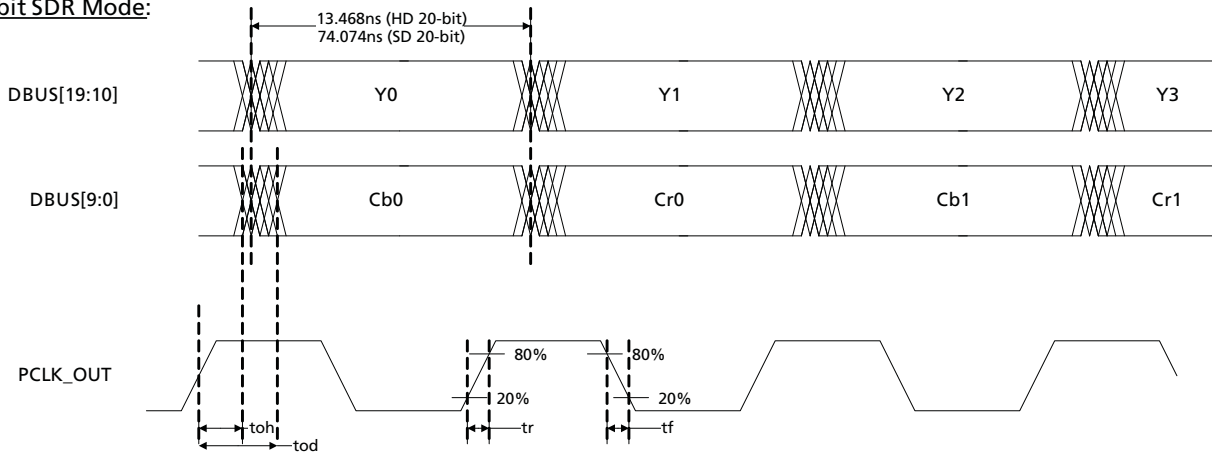 bit SDR Mode:
13.468ns (HD 20-bit)
74.074ns (SD 20-bit)
DBUS[19:10]
Y0
Y1
Y2
Y3
DBUS[9:0]
Cb0
Cr0
Cb1
Cr1
PCLK_OUT
80%
80%
20%
20%
toh
tod
tr
tf